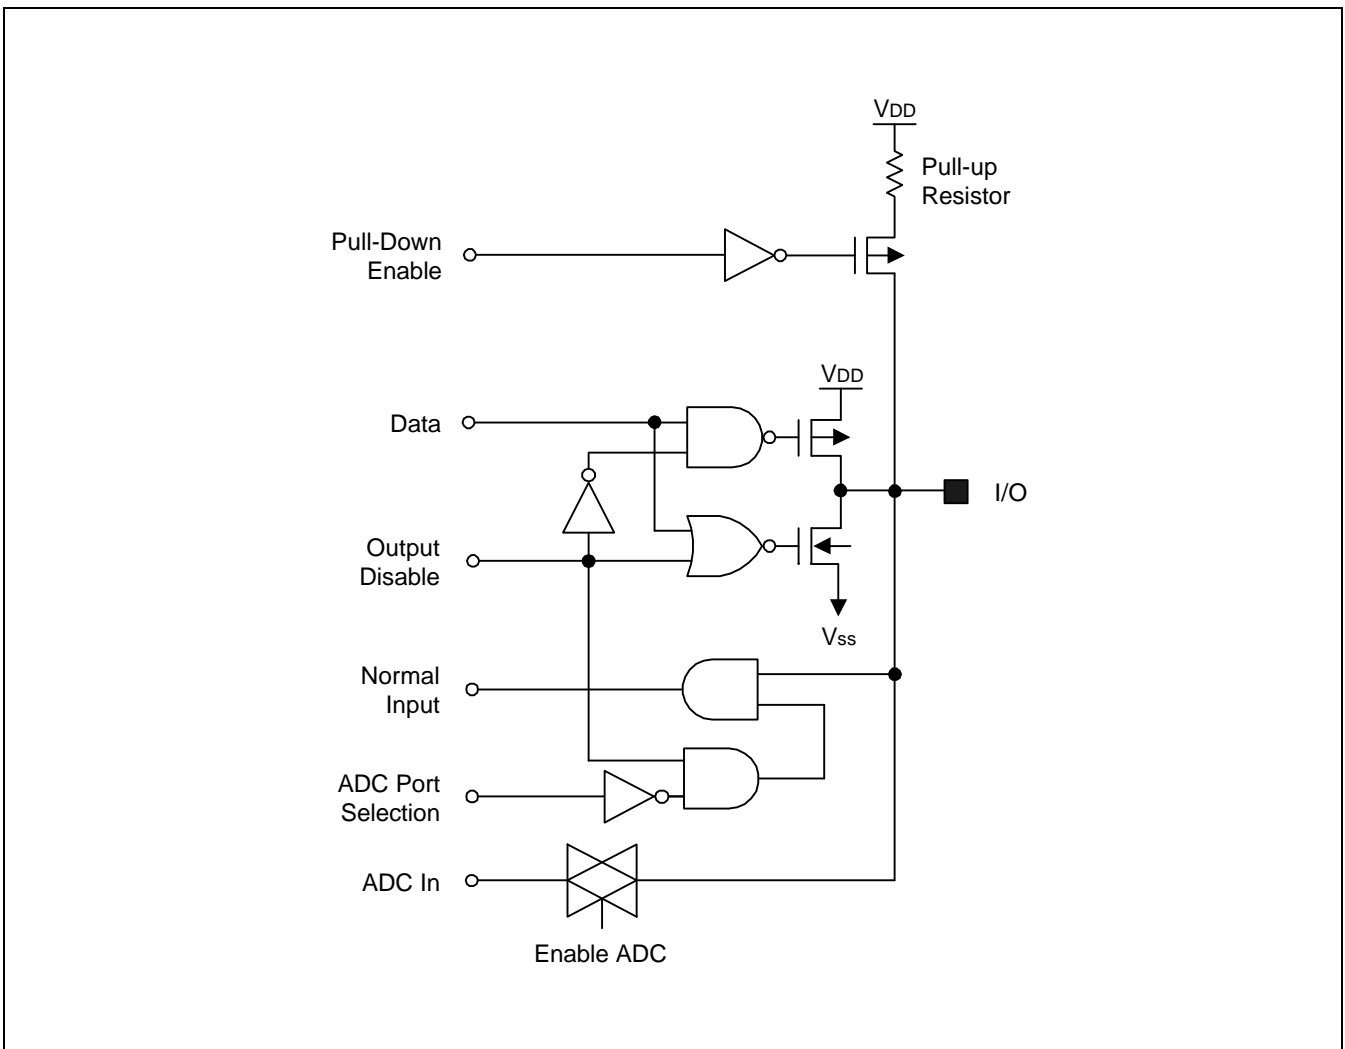 VDD
Pull-up
Resistor
Pull-Down
Enable
VDD
Data
I/O
Output
Disable
Vss
Normal
Input
ADC Port
Selection
ADC In
Enable ADC